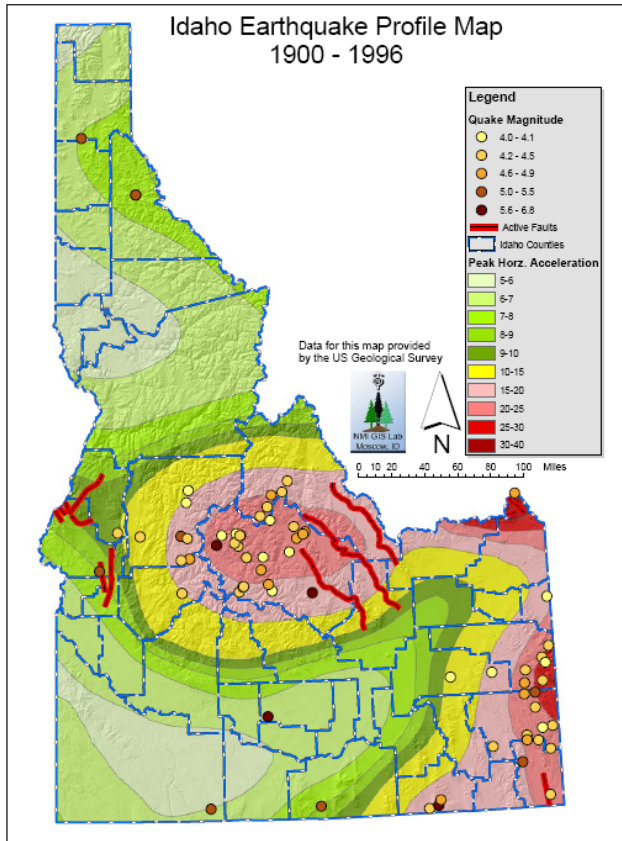 Idaho Earthquake Profile Map
1900 - 1996
Legend
Quake Magnitude
4.0 - 4.1
4.2 - 4.5
4.6 - 4.9
5.0 - 5.5
5.6 - 6.8
Active Faults
Idaho Counties
Peak Horz. Acceleration
5-6
6-7
7-8
8-9
9-10
10-15
15-20
20-25
25-30
30-40
Data for this map provided
by the US Geological Survey
NMI GIS Lab
Moscow, ID
N
0 10 20 40 60 80 100
Miles